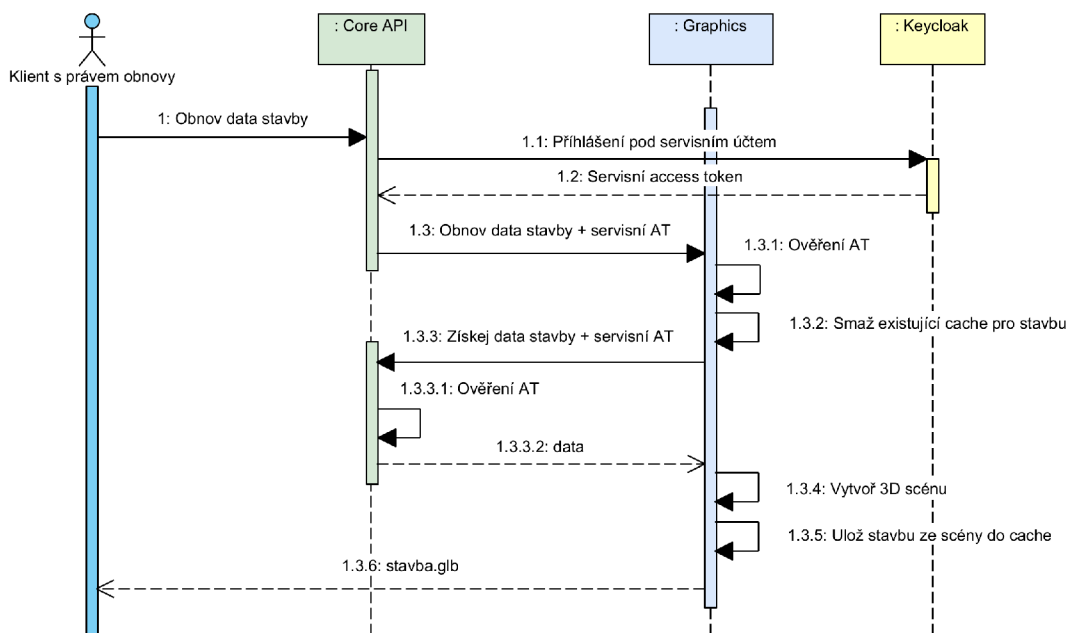 : Core API
: Graphics
: Keycloak
Klient s právem obnovy
1: Obnov data stavby
1.1: Příhlášení pod servisním účtem
1.2: Servisní access token
1.3: Obnov data stavby + servisní AT
1.3.1: Ověření AT
1.3.2: Smaž existující cache pro stavbu
1.3.3: Získej data stavby + servisní AT
1.3.3.1: Ověření AT
1.3.3.2: data
1.3.4: Vytvoř 3D scénu
1.3.5: Ulož stavbu ze scény do cache
1.3.6: stavba.glb